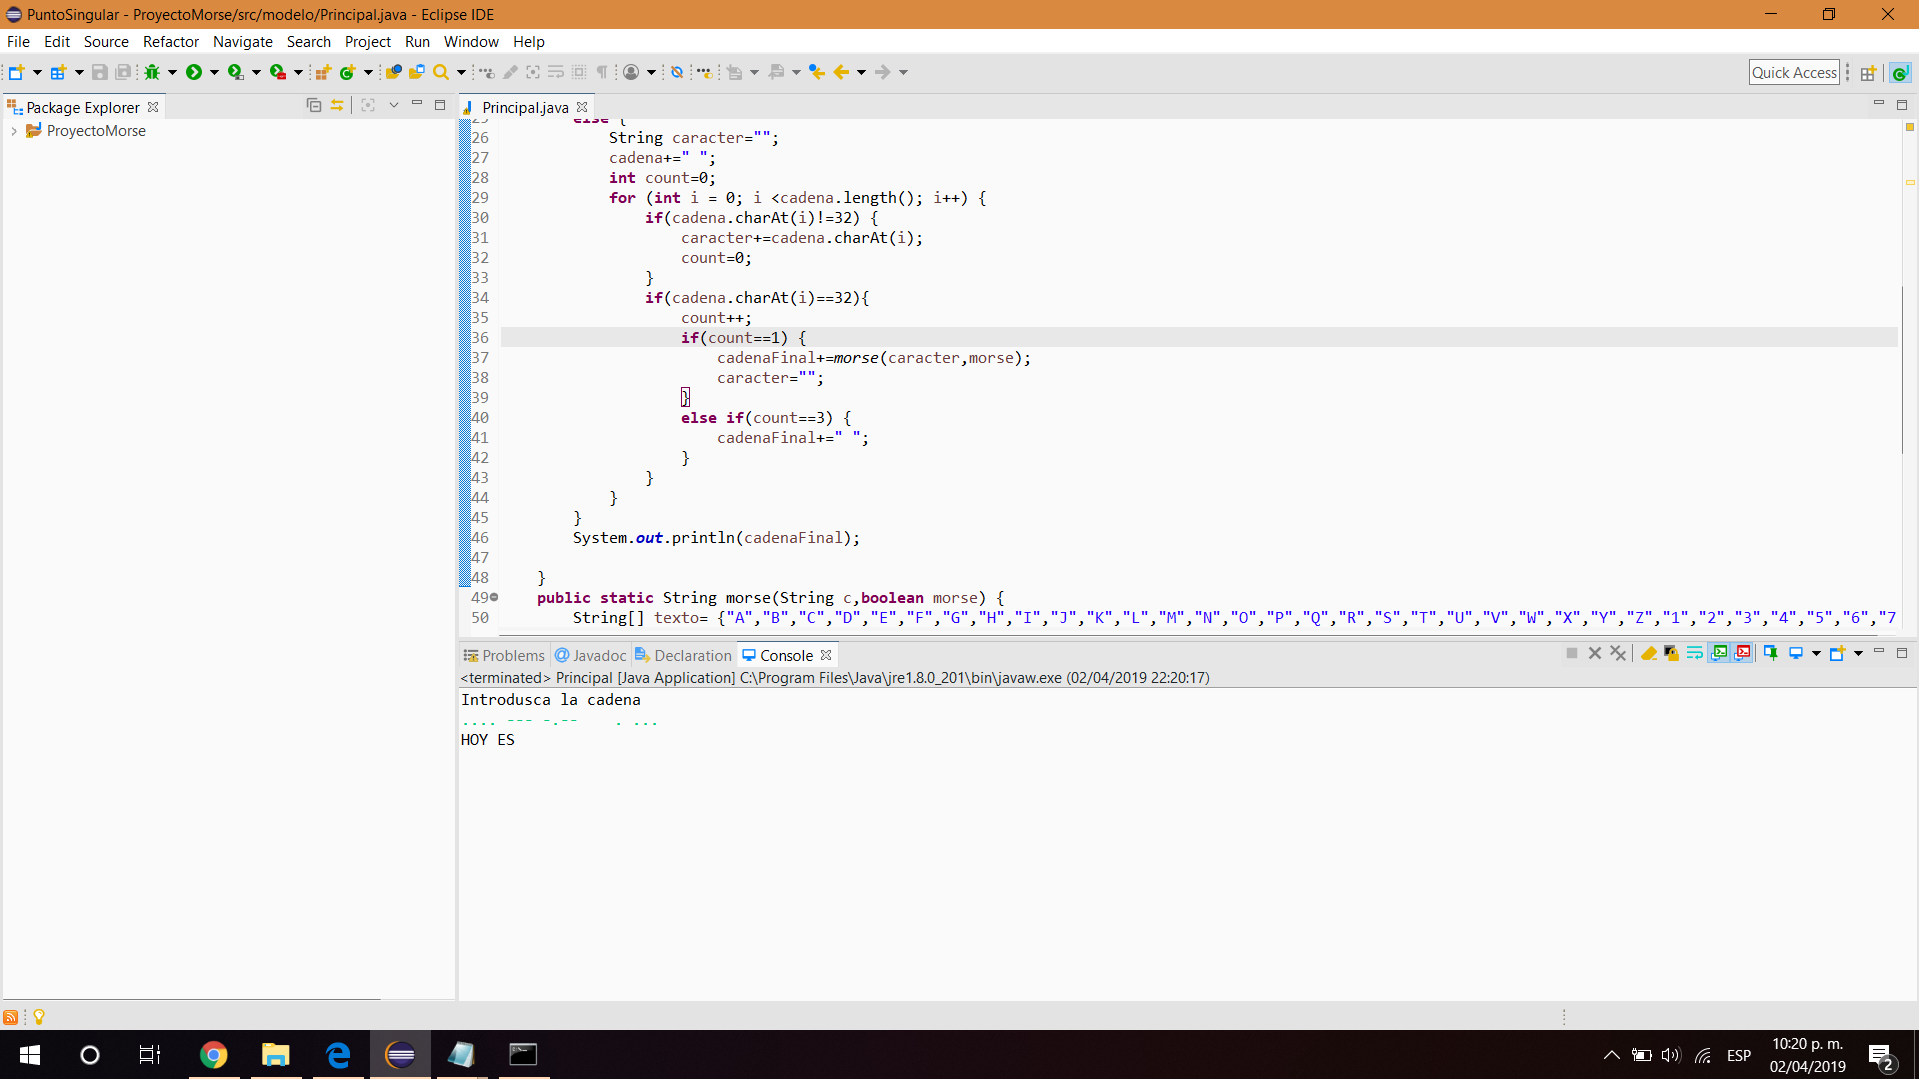 PuntoSingular - ProyectoMorse/src/modelo/Principal.java - Eclipse IDE
File Edit Source Refactor Navigate Search Project Run Window Help
Quick Access
Package Explorer
ProyectoMorse
Principal.java
25 else {
26 String caracter="";
27 cadena+=" ";
28 int count=0;
29 for (int i = 0; i <cadena.length(); i++) {
30 if(cadena.charAt(i)!=32) {
31 caracter+=cadena.charAt(i);
32 count=0;
33 }
34 if(cadena.charAt(i)==32){
35 count++;
36 if(count==1) {
37 cadenaFinal+=morse(caracter,morse);
38 caracter="";
39 }
40 else if(count==3) {
41 cadenaFinal+=" ";
42 }
43 }
44 }
45 }
46 System.out.println(cadenaFinal);
47
48 }
49 public static String morse(String c,boolean morse) {
50 String[] texto= {"A","B","C","D","E","F","G","H","I","J","K","L","M","N","O","P","Q","R","S","T","U","V","W","X","Y","Z","1","2","3","4","5","6","7
Problems Javadoc Declaration Console
<terminated> Principal [Java Application] C:\Program Files\Java\jre1.8.0_201\bin\javaw.exe (02/04/2019 22:20:17)
Introdusca la cadena
.... --- -.--    . ...
HOY ES
ESP
10:20 p. m.
02/04/2019
2